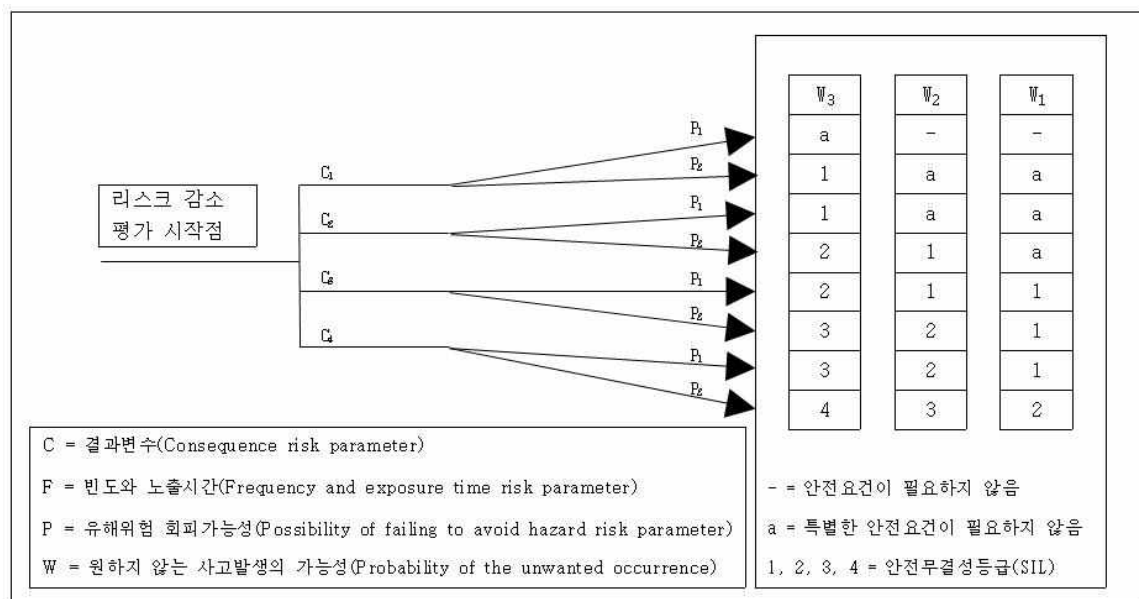 리스크 감소
평가 시작점
C₁
C₂
C₃
C₄
P₁
P₂
P₁
P₂
P₁
P₂
P₁
P₂
W₃ W₂ W₁
a - -
1 a a
1 a a
2 1 a
2 1 1
3 2 1
3 2 1
4 3 2
C = 결과변수(Consequence risk parameter)
F = 빈도와 노출시간(Frequency and exposure time risk parameter)
P = 유해위험 회피가능성(Possibility of failing to avoid hazard risk parameter)
W = 원하지 않는 사고발생의 가능성(Probability of the unwanted occurrence)
- = 안전요건이 필요하지 않음
a = 특별한 안전요건이 필요하지 않음
1, 2, 3, 4 = 안전무결성등급(SIL)